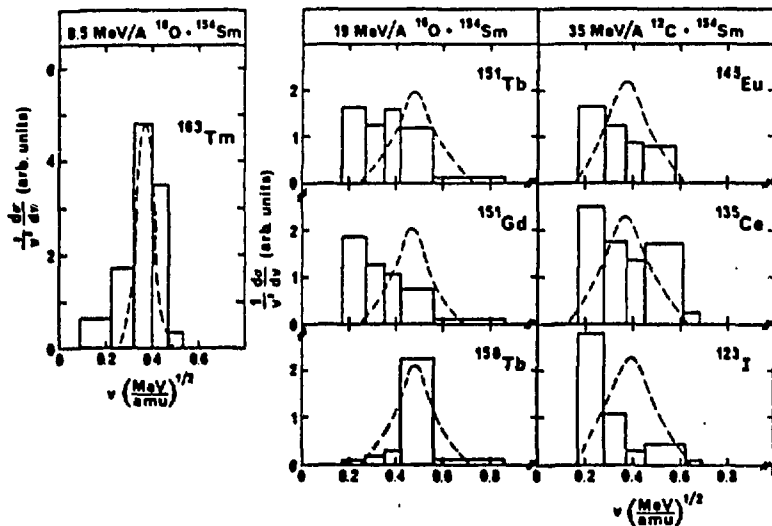 8.5 MeV/A ¹⁶O + ¹⁵⁴Sm
6
4
2
0
1/v² dσ/dv (arb. units)
¹⁶³Tm
0 0.2 0.4 0.6
v (MeV/amu)^1/2
19 MeV/A ¹⁶O + ¹⁵⁴Sm
35 MeV/A ¹²C + ¹⁵⁴Sm
2
1
0
¹⁵¹Tb
¹⁴⁵Eu
2
1
0
1/v² dσ/dv (arb. units)
¹⁵¹Gd
¹³⁵Ce
2
1
0
¹²³I
0 0.2 0.4 0.6 0.8
0 0.2 0.4 0.6 0.8
v (MeV/amu)^1/2